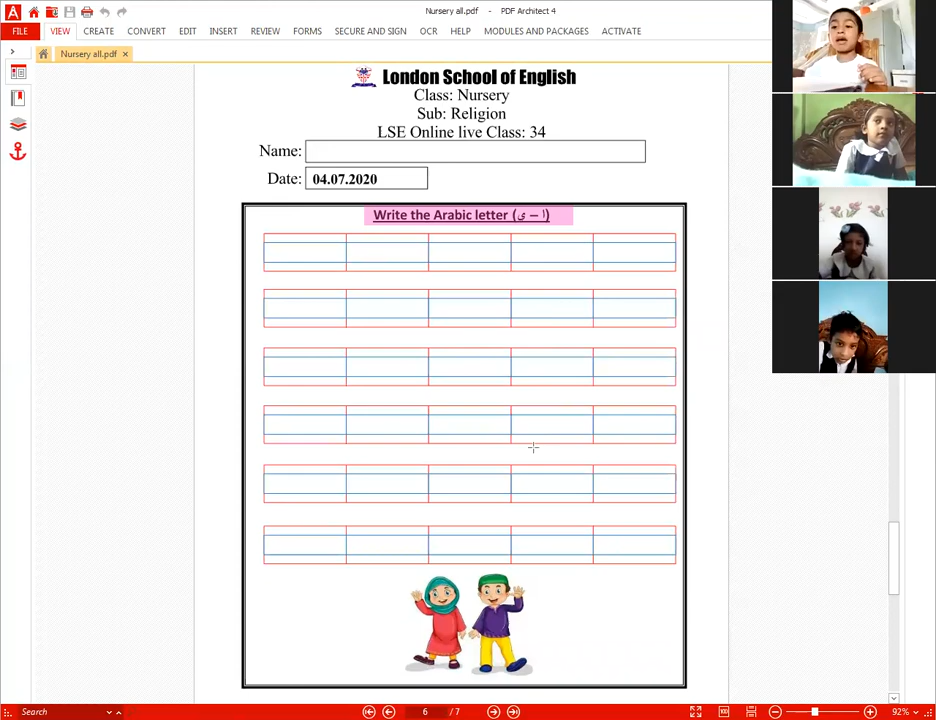 Nursery all.pdf - PDF Architect 4
FILE VIEW CREATE CONVERT EDIT INSERT REVIEW FORMS SECURE AND SIGN OCR HELP MODULES AND PACKAGES ACTIVATE
Nursery all.pdf ×
London School of English
Class: Nursery
Sub: Religion
LSE Online live Class: 34
Name:
Date: 04.07.2020
Write the Arabic letter (ا – ى)
Search 6 / 7 92%